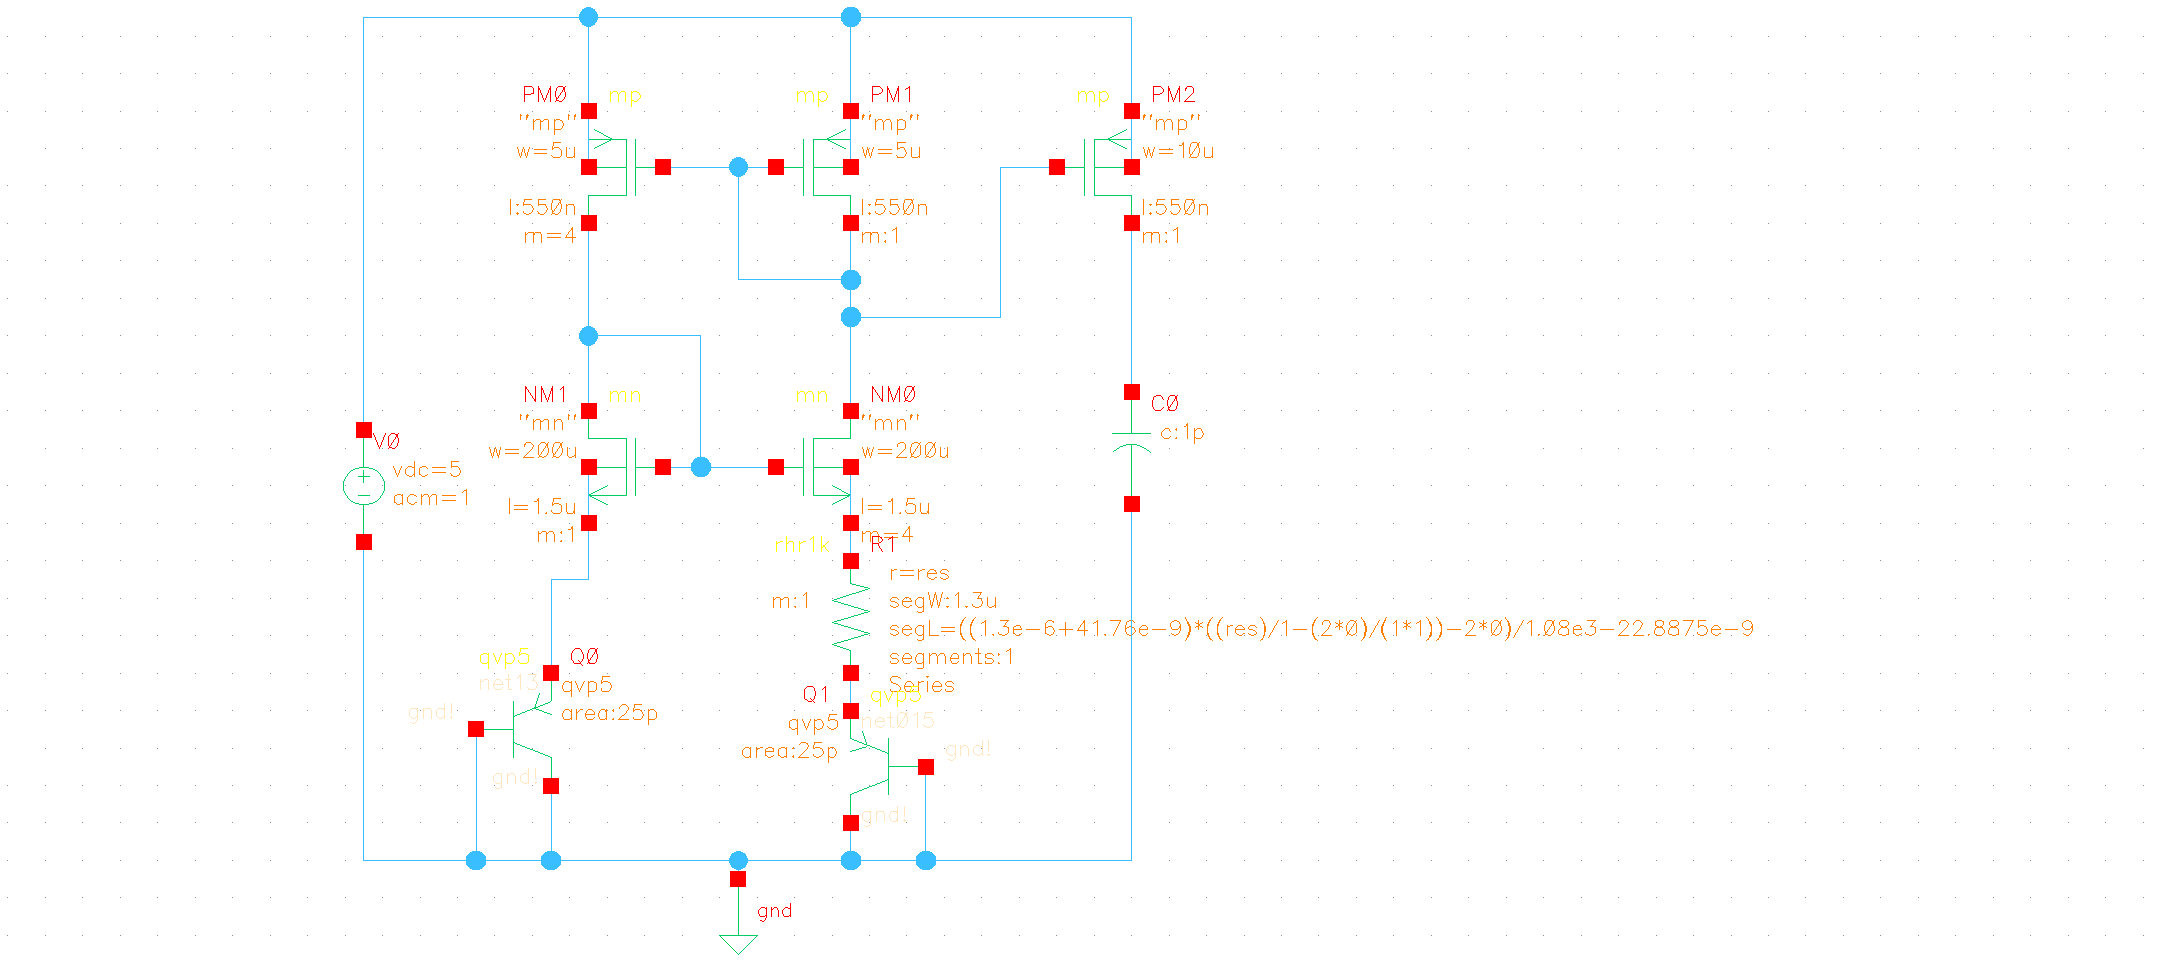 PM0
mp
"mp"
w=5u
l:550n
m=4
mp
PM1
"mp"
w=5u
l:550n
m:1
mp
PM2
"mp"
w=10u
l:550n
m:1
NM1
mn
"mn"
w=200u
l=1.5u
m:1
mn
NM0
"mn"
w=200u
l=1.5u
m=4
V0
vdc=5
acm=1
C0
c:1p
rhr1k
R1
r=res
m:1
segW:1.3u
segL=((1.3e-6+41.76e-9)*((res)/1-(2*0)/(1*1))-2*0)/1.08e3-22.8875e-9
segments:1
Series
qvp5
Q0
net13
qvp5
gnd!
area:25p
gnd!
Q1
qvp5
qvp5
net015
area:25p
gnd!
gnd!
gnd